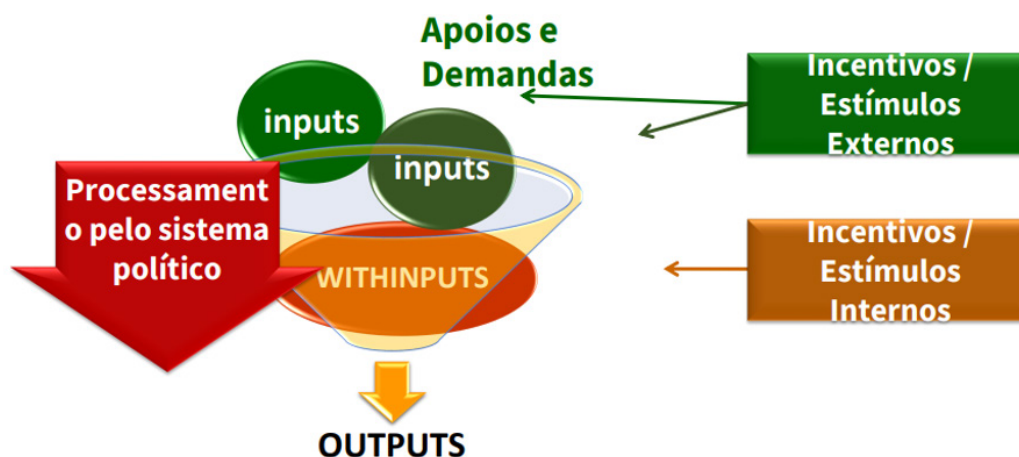 Apoios e
Demandas
Incentivos /
Estímulos
Externos
inputs
inputs
Processament
o pelo sistema
político
WITHINPUTS
Incentivos /
Estímulos
Internos
OUTPUTS